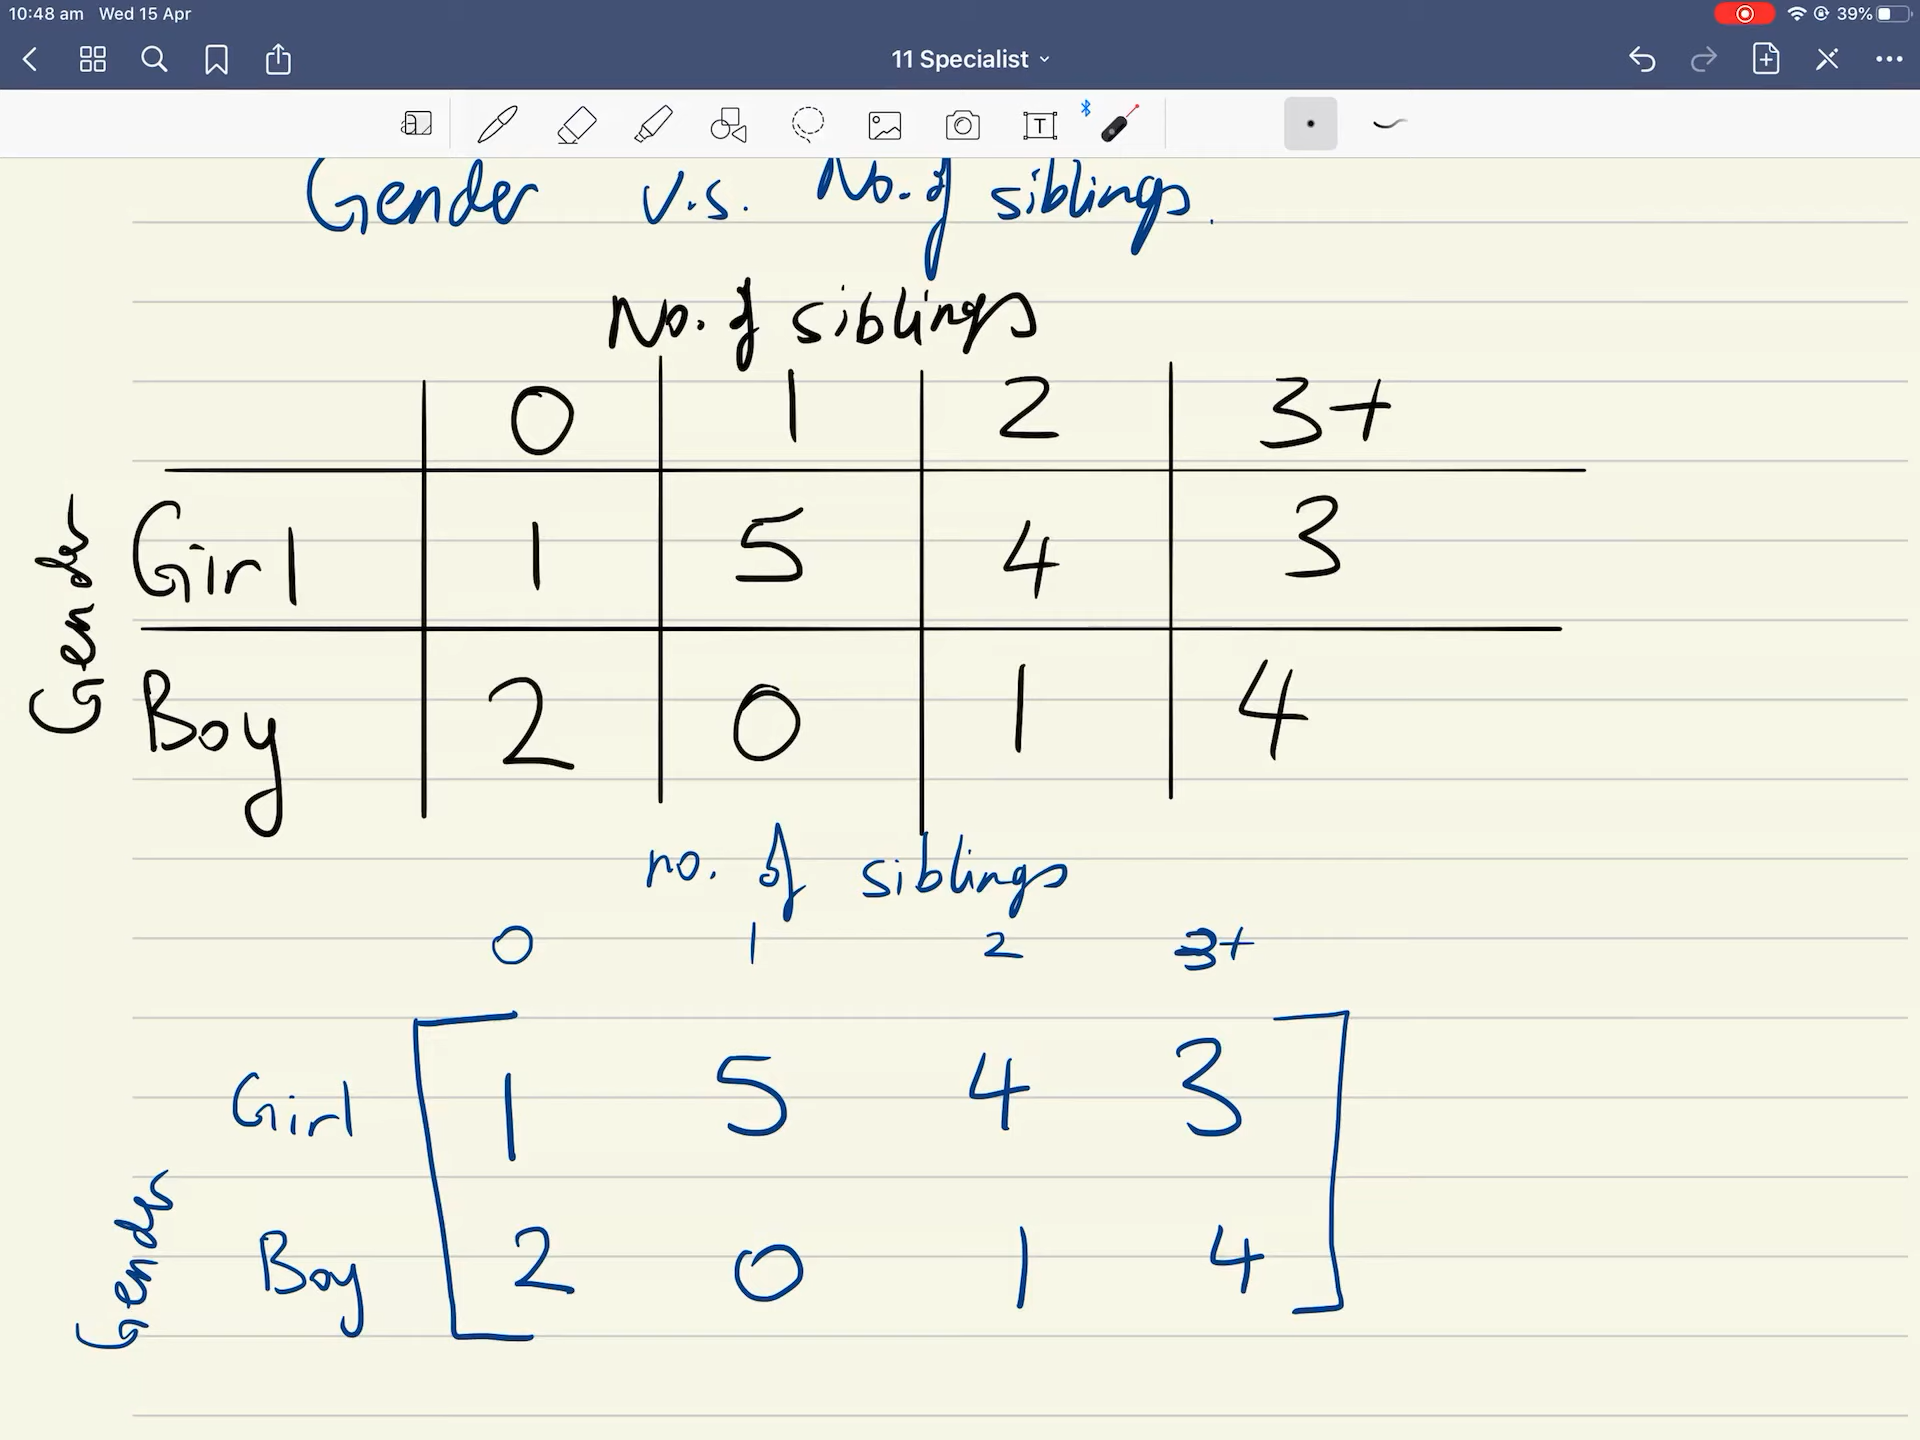 10:48 am Wed 15 Apr 39%
11 Specialist
Gender v.s. No. of siblings.
No. of siblings
0 1 2 3+
Gender
Girl 1 5 4 3
Boy 2 0 1 4
no. of siblings
0 1 2 3+
Girl 1 5 4 3
Gender
Boy 2 0 1 4